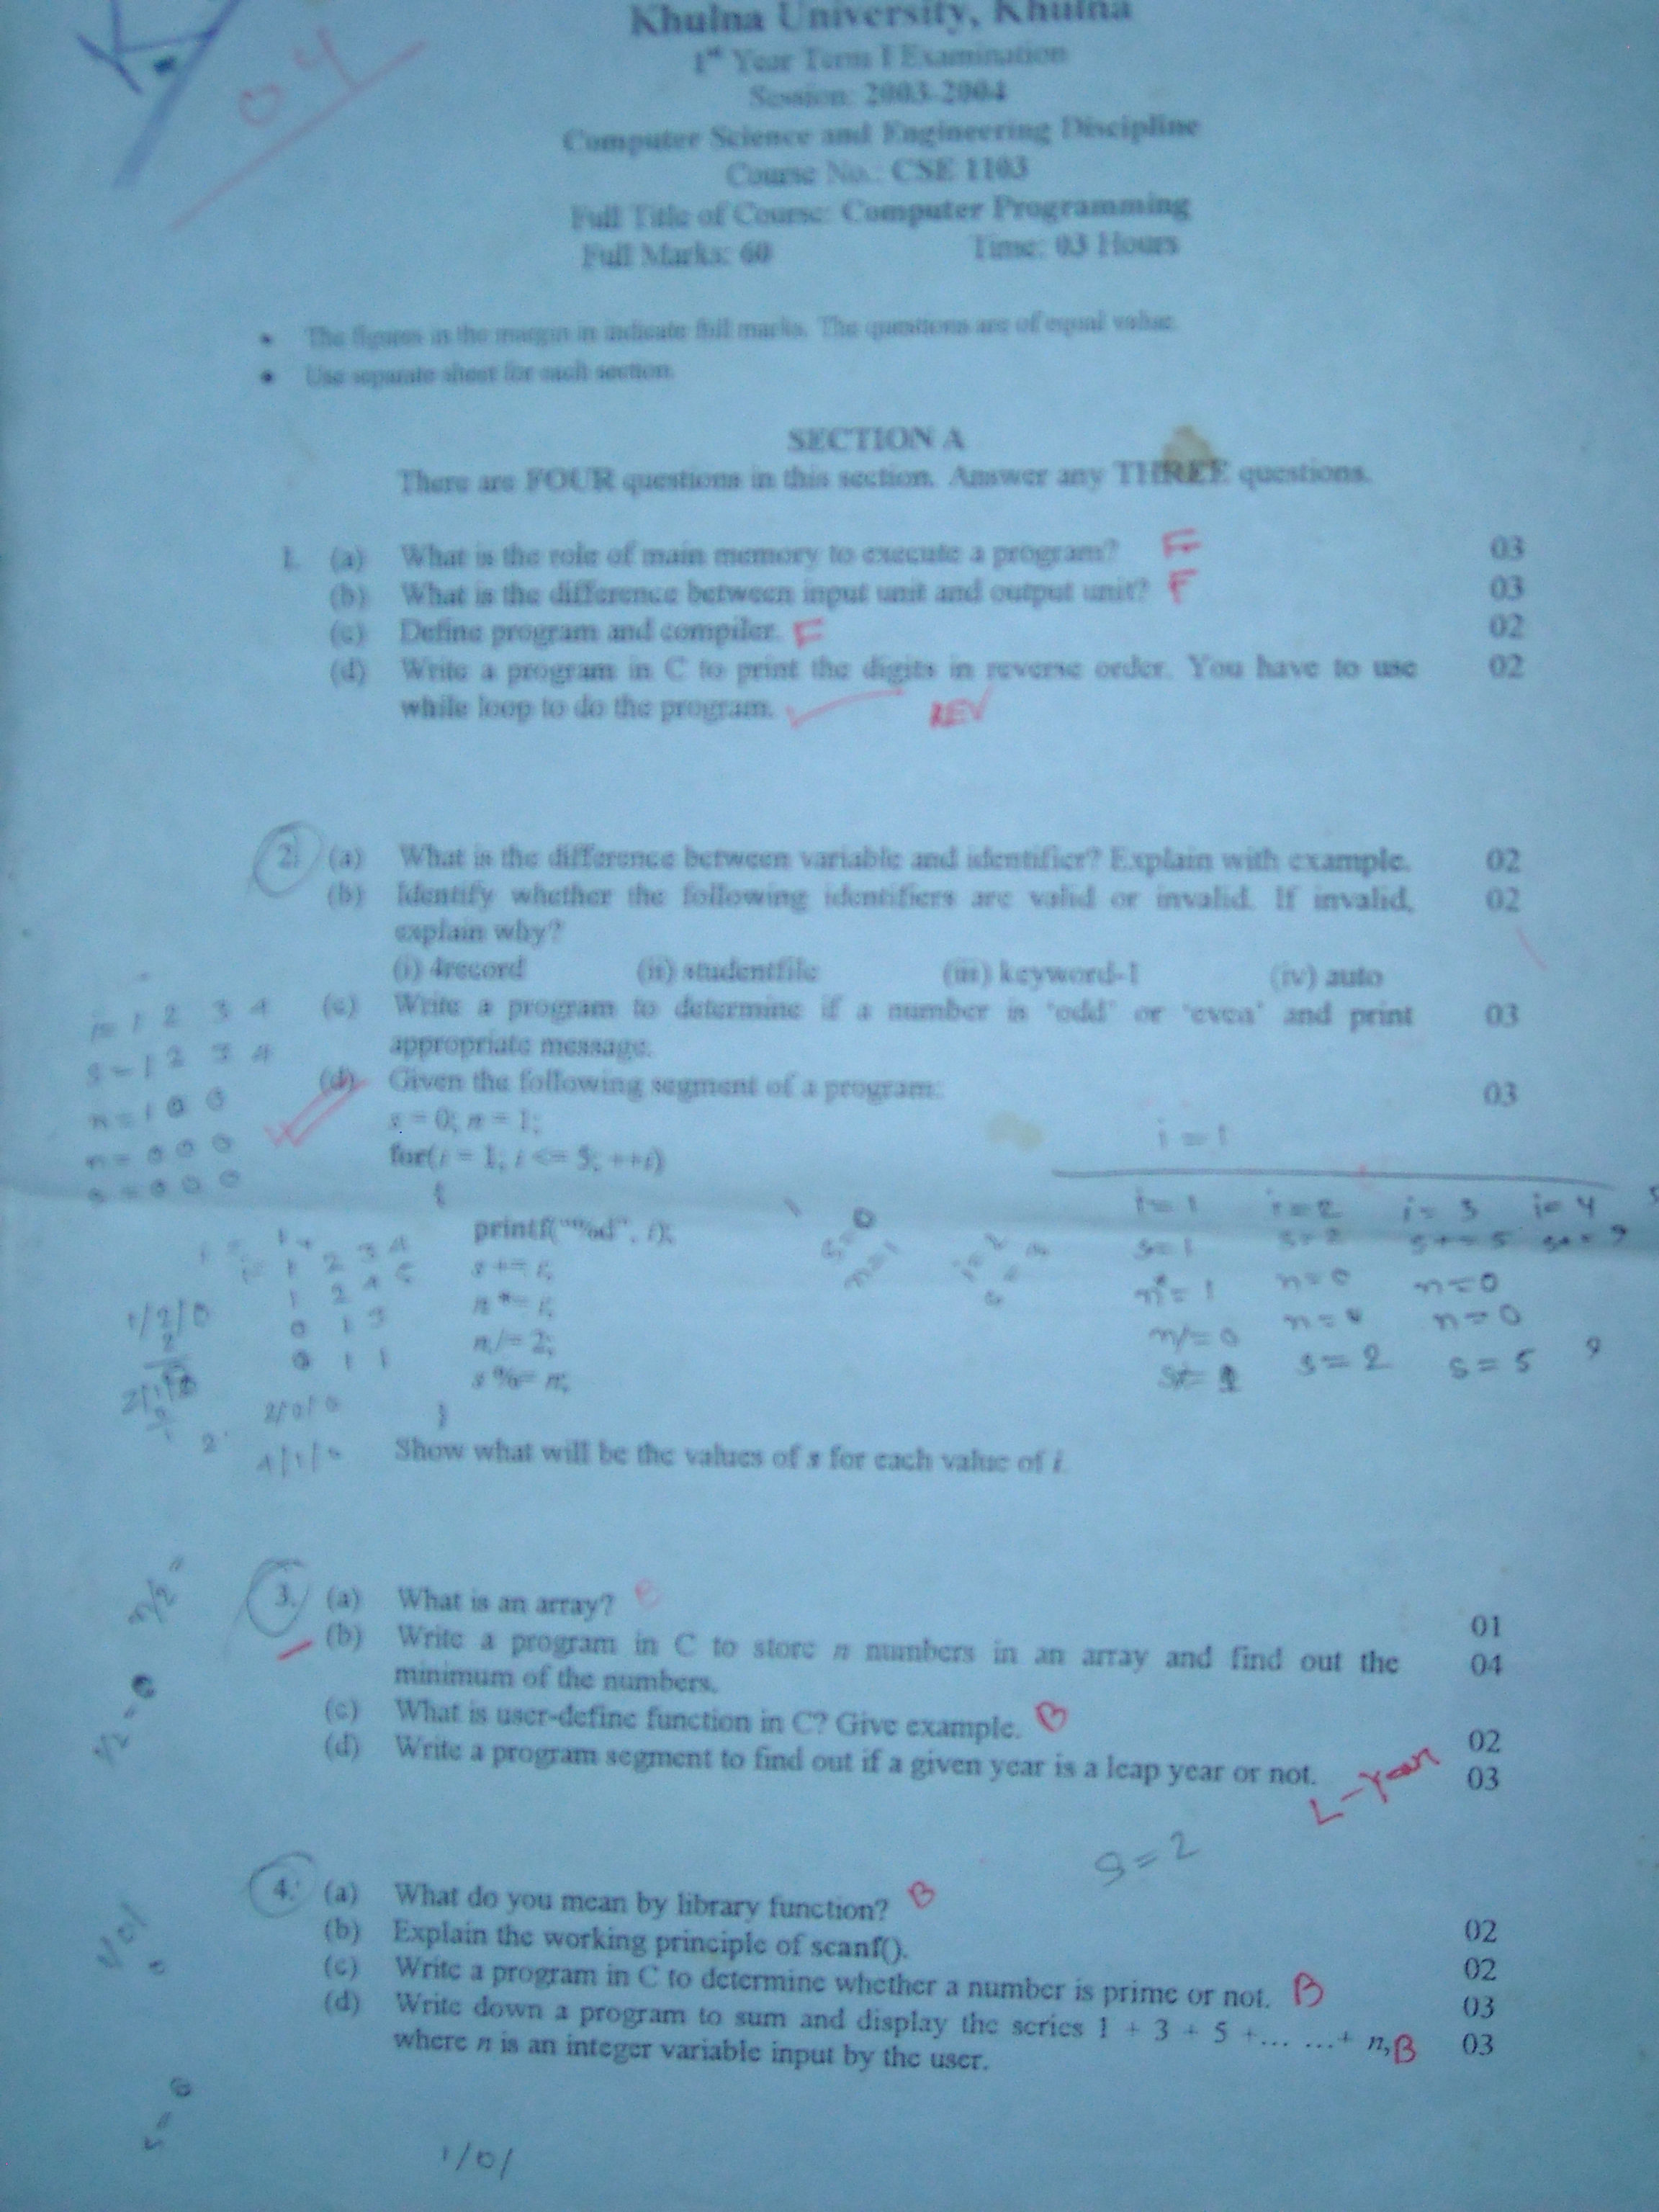 04
Khulna University, Khulna
1st Year Term I Examination
Session: 2003-2004
Computer Science and Engineering Discipline
Course No.: CSE 1103
Full Title of Course: Computer Programming
Full Marks: 60 Time: 03 Hours
• The figures in the margin in indicate full marks. The questions are of equal value.
• Use separate sheet for each section.
SECTION A
There are FOUR questions in this section. Answer any THREE questions.
1. (a) What is the role of main memory to execute a program? F 03
(b) What is the difference between input unit and output unit? F 03
(c) Define program and compiler. F 02
(d) Write a program in C to print the digits in reverse order. You have to use 02
while loop to do the program. REV
2. (a) What is the difference between variable and identifier? Explain with example. 02
(b) Identify whether the following identifiers are valid or invalid. If invalid, 02
explain why?
(i) 4record (ii) studentfile (iii) keyword-1 (iv) auto
i= 1 2 3 4 (c) Write a program to determine if a number is 'odd' or 'even' and print 03
appropriate message.
s=1 2 3 4
(d) Given the following segment of a program: 03
n=100
s = 0; n = 1;
i=1
n=000
for(i = 1; i <= 5; ++i)
s=000
{
i=1 i=2 i=3 i=4
printf("%d", i);
s=0 n=1
s=1 s=2 s+=5
s += i;
n*=1 n=0 n=0
n *= i;
n/=0 n=0 n=0
n /= 2;
s=2 s=5 9
s %= n;
}
Show what will be the values of s for each value of i.
3. (a) What is an array? 01
(b) Write a program in C to store n numbers in an array and find out the 04
minimum of the numbers.
(c) What is user-define function in C? Give example. B 02
(d) Write a program segment to find out if a given year is a leap year or not. L-year 03
S=2
4. (a) What do you mean by library function? B 02
(b) Explain the working principle of scanf(). 02
(c) Write a program in C to determine whether a number is prime or not. B 03
(d) Write down a program to sum and display the series 1 + 3 + 5 +... ...+ n, B 03
where n is an integer variable input by the user.
1/0/